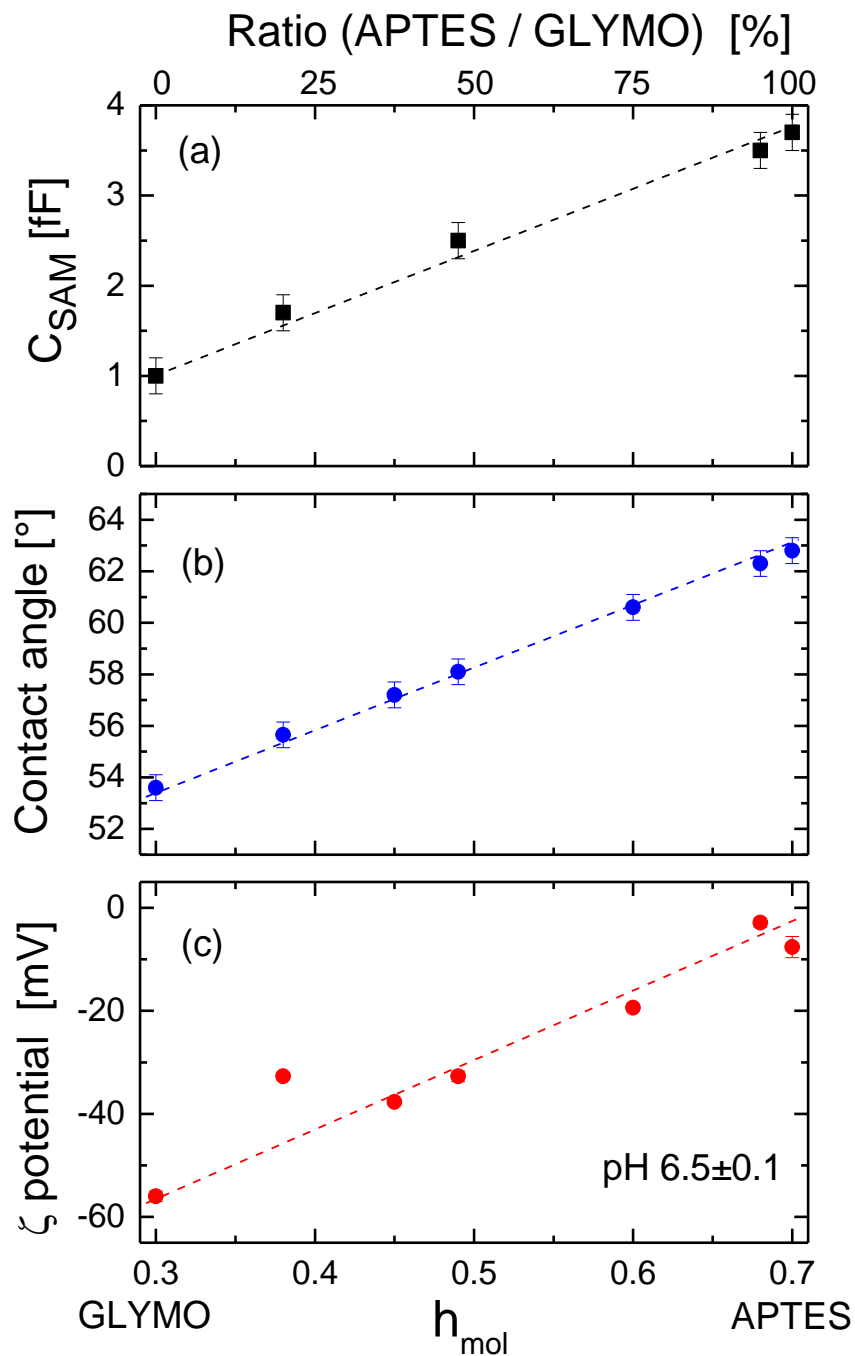 Ratio (APTES / GLYMO) [%]
0 25 50 75 100
4
3
2
1
0
C_SAM [fF]
(a)
64
62
60
58
56
54
52
Contact angle [°]
(b)
0
-20
-40
-60
ζ potential [mV]
(c)
pH 6.5±0.1
0.3 0.4 0.5 0.6 0.7
GLYMO h_mol APTES